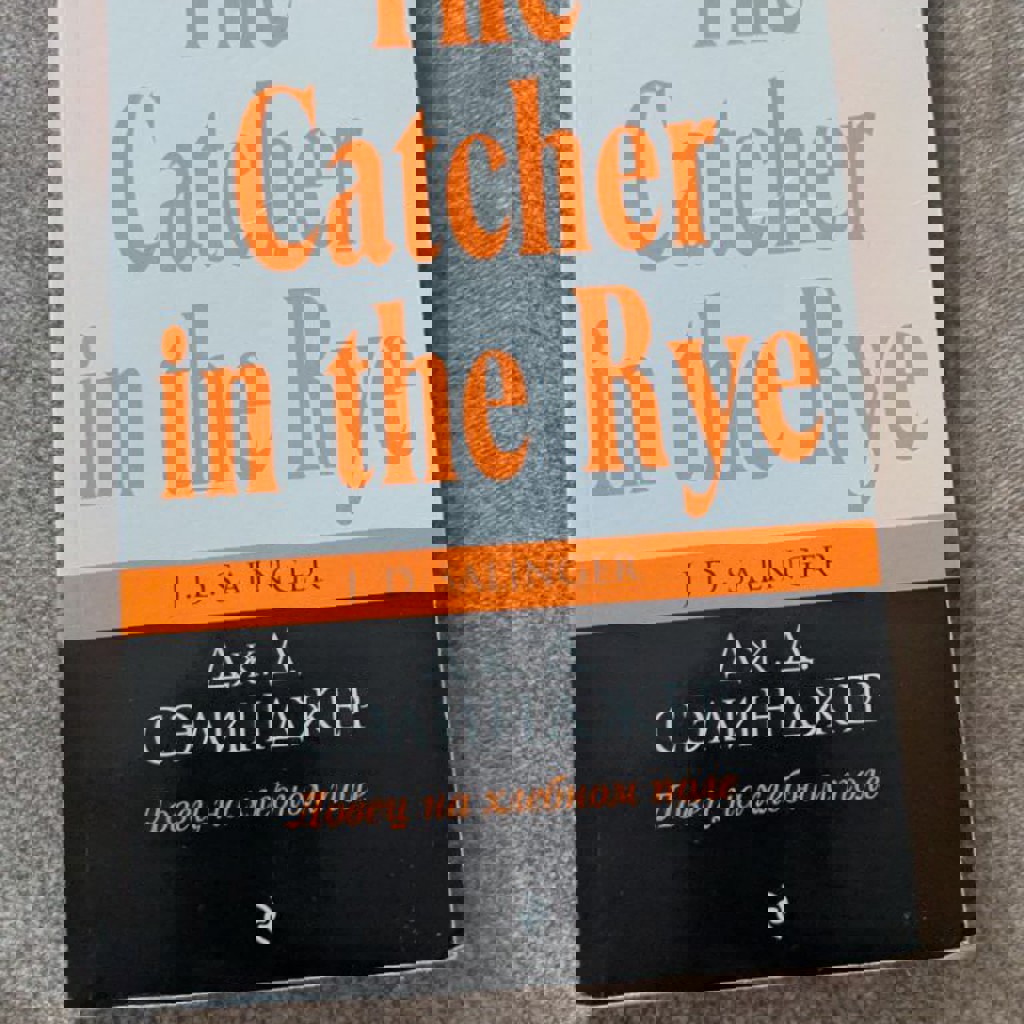 The
Catcher
in the Rye
J. D. SALINGER
Дж. Д.
СЭЛИНДЖЕР
Ловец на хлебном поле